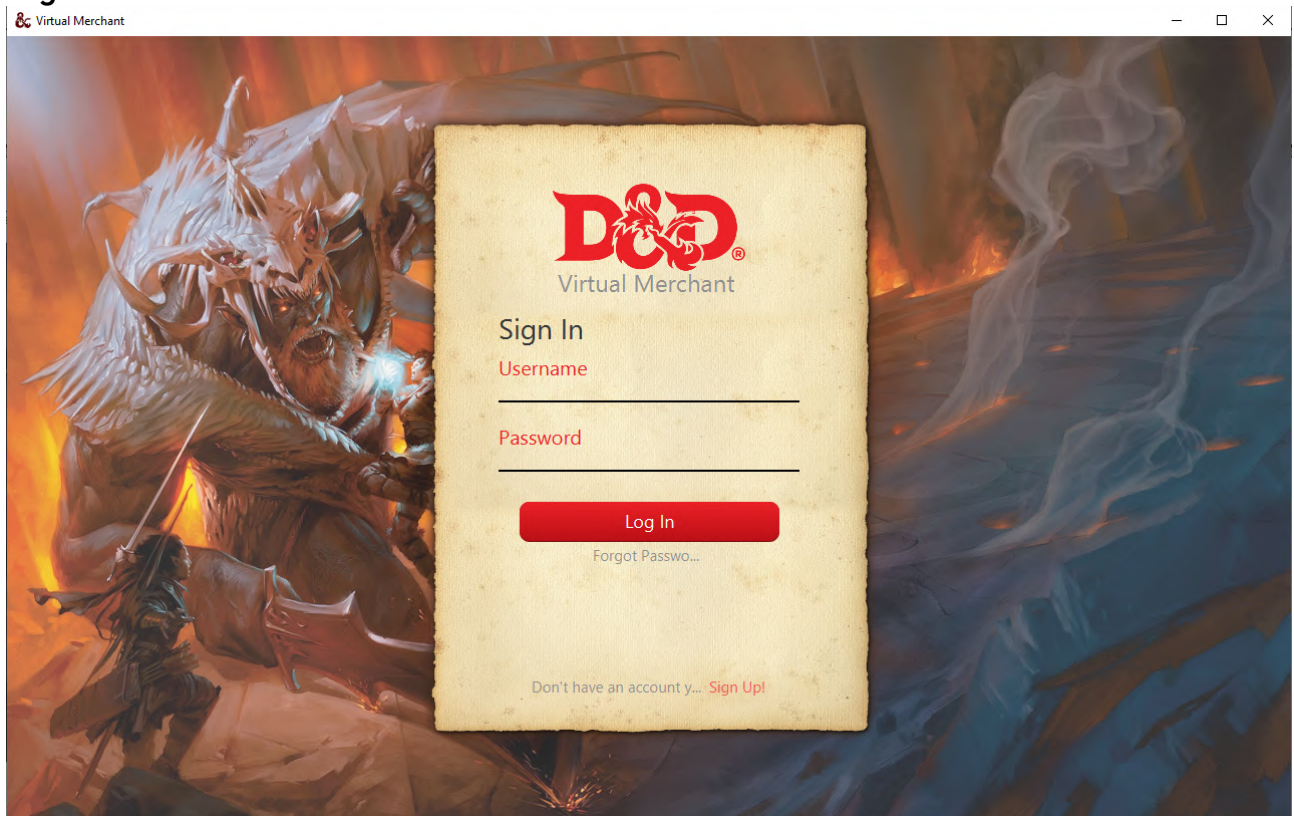 Virtual Merchant
D&D®
Virtual Merchant
Sign In
Username
Password
Log In
Forgot Passwo...
Don't have an account y... Sign Up!